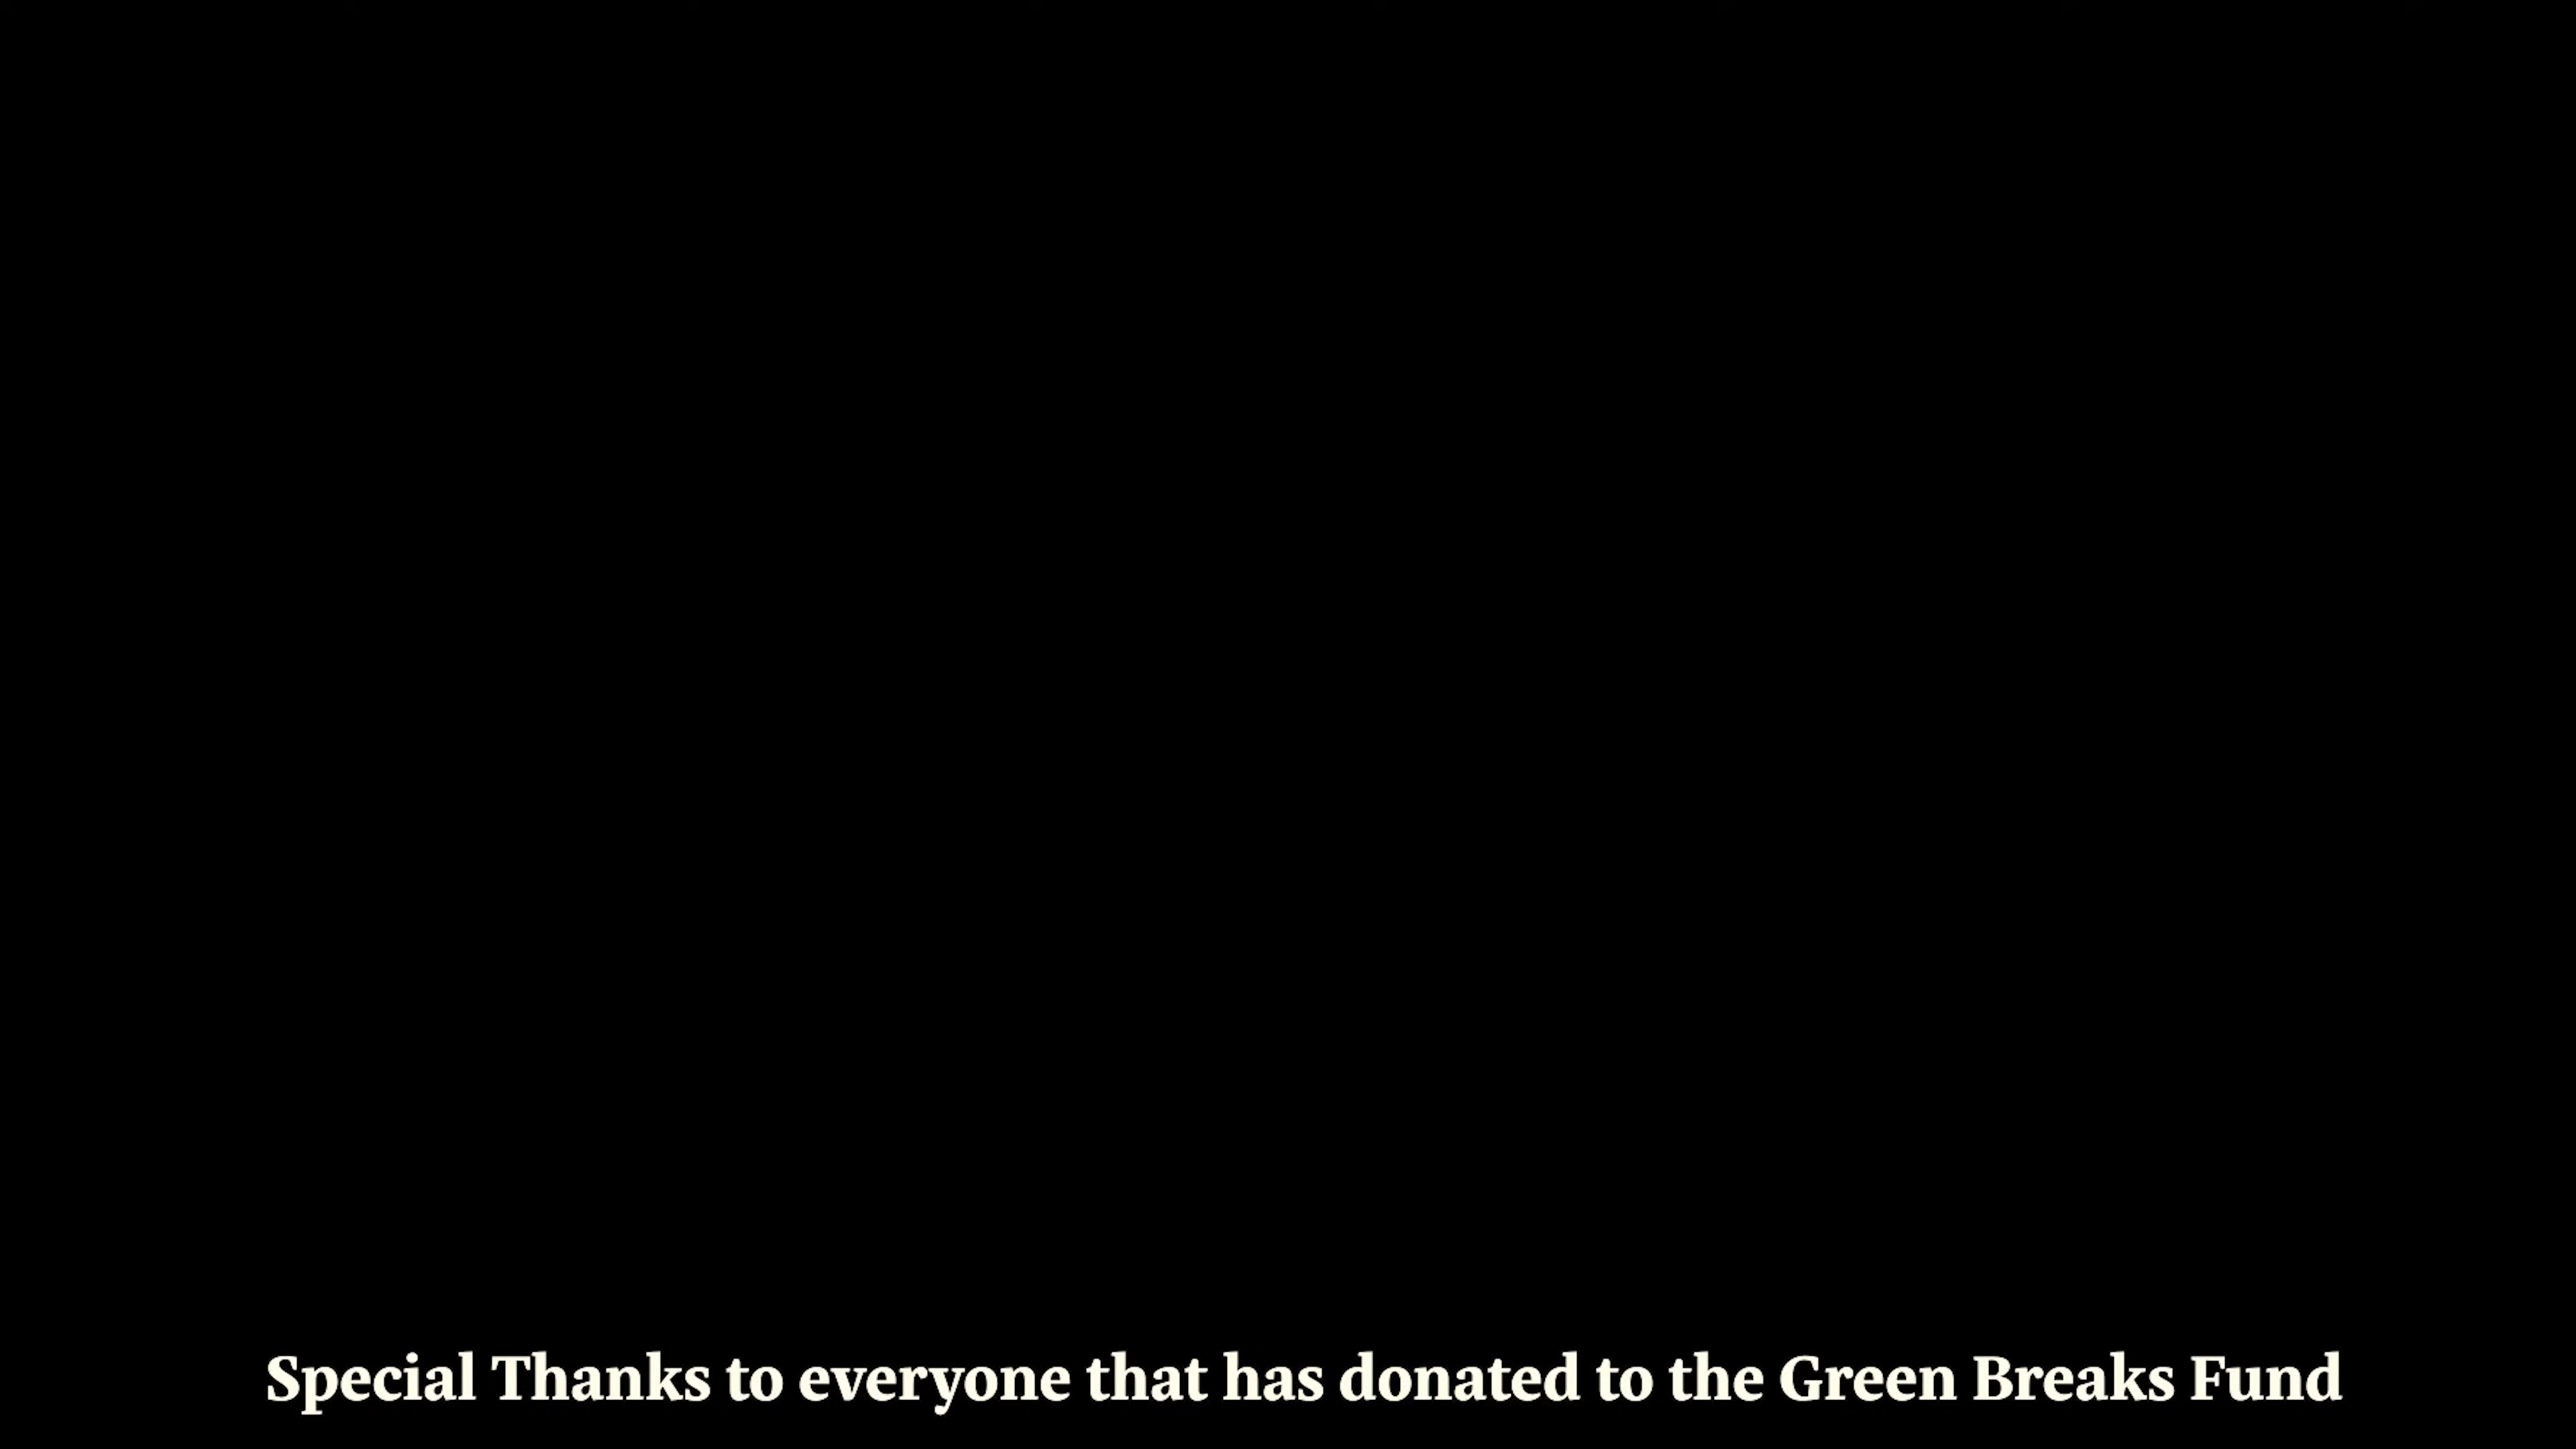 Special Thanks to everyone that has donated to the Green Breaks Fund